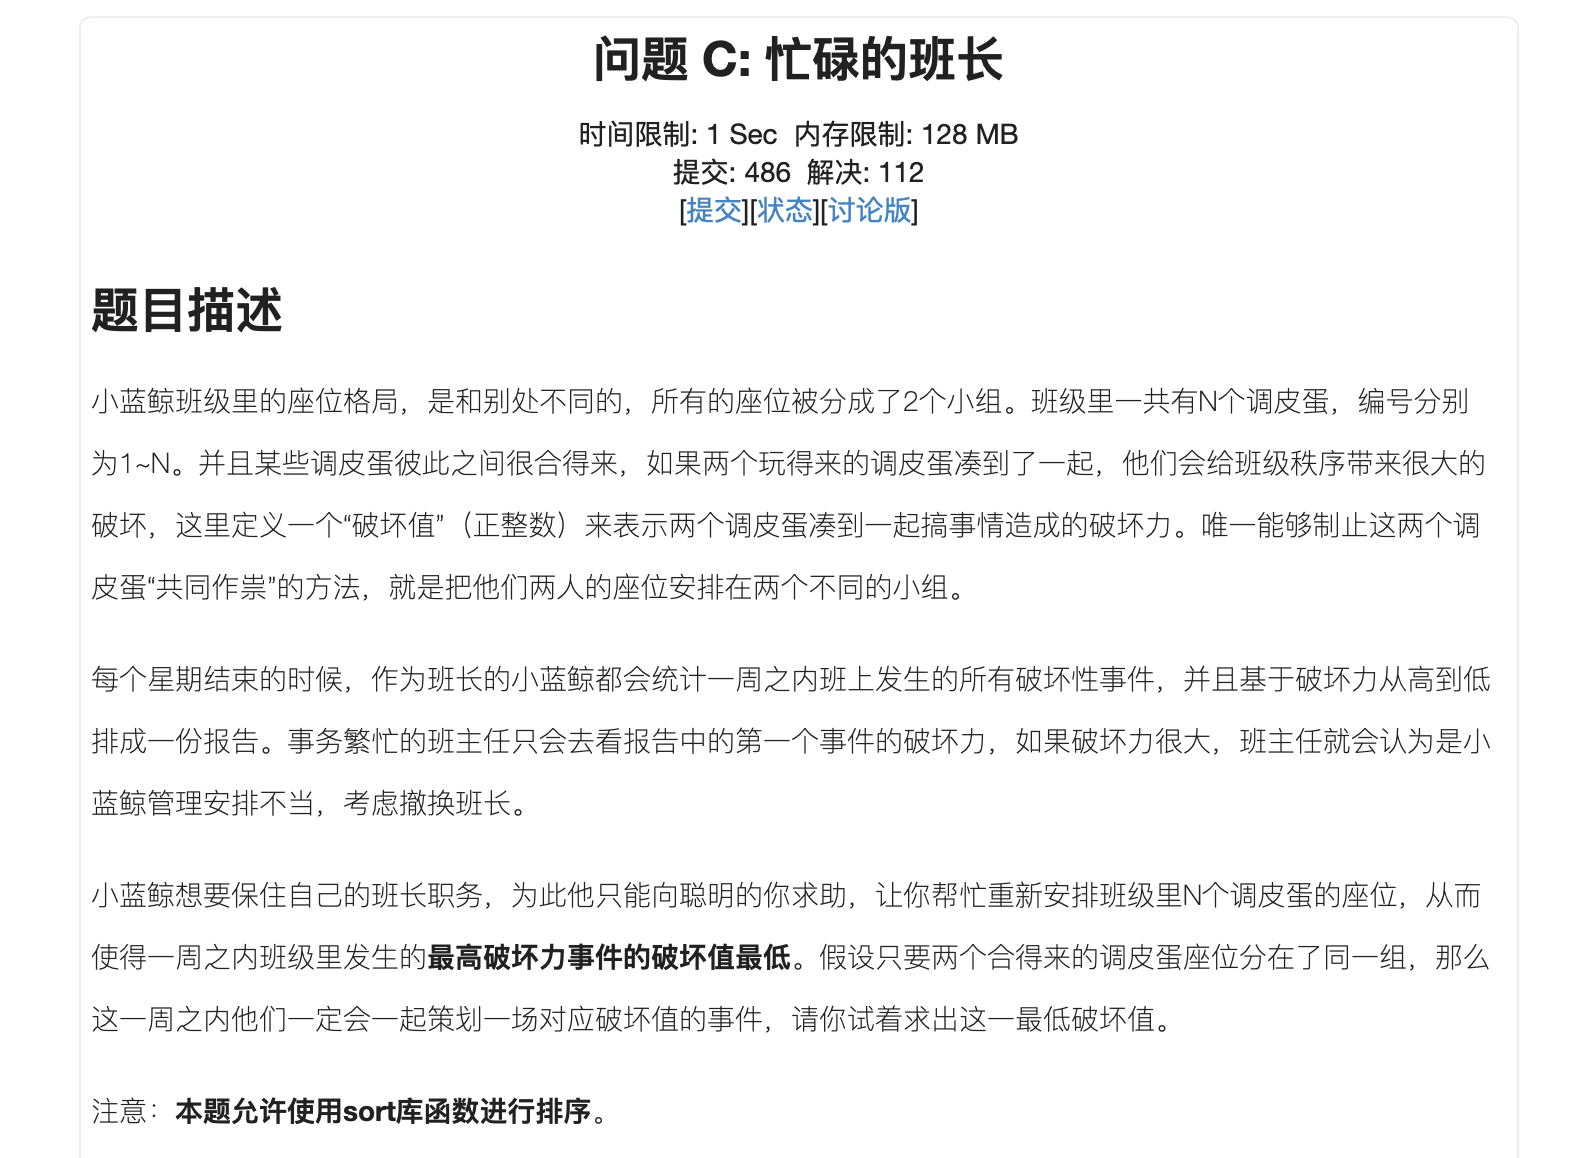 问题 C: 忙碌的班长
时间限制: 1 Sec 内存限制: 128 MB
提交: 486 解决: 112
[提交][状态][讨论版]
题目描述
小蓝鲸班级里的座位格局，是和别处不同的，所有的座位被分成了2个小组。班级里一共有N个调皮蛋，编号分别
为1~N。并且某些调皮蛋彼此之间很合得来，如果两个玩得来的调皮蛋凑到了一起，他们会给班级秩序带来很大的
破坏，这里定义一个“破坏值”（正整数）来表示两个调皮蛋凑到一起搞事情造成的破坏力。唯一能够制止这两个调
皮蛋“共同作祟”的方法，就是把他们两人的座位安排在两个不同的小组。
每个星期结束的时候，作为班长的小蓝鲸都会统计一周之内班上发生的所有破坏性事件，并且基于破坏力从高到低
排成一份报告。事务繁忙的班主任只会去看报告中的第一个事件的破坏力，如果破坏力很大，班主任就会认为是小
蓝鲸管理安排不当，考虑撤换班长。
小蓝鲸想要保住自己的班长职务，为此他只能向聪明的你求助，让你帮忙重新安排班级里N个调皮蛋的座位，从而
使得一周之内班级里发生的最高破坏力事件的破坏值最低。假设只要两个合得来的调皮蛋座位分在了同一组，那么
这一周之内他们一定会一起策划一场对应破坏值的事件，请你试着求出这一最低破坏值。
注意：本题允许使用sort库函数进行排序。